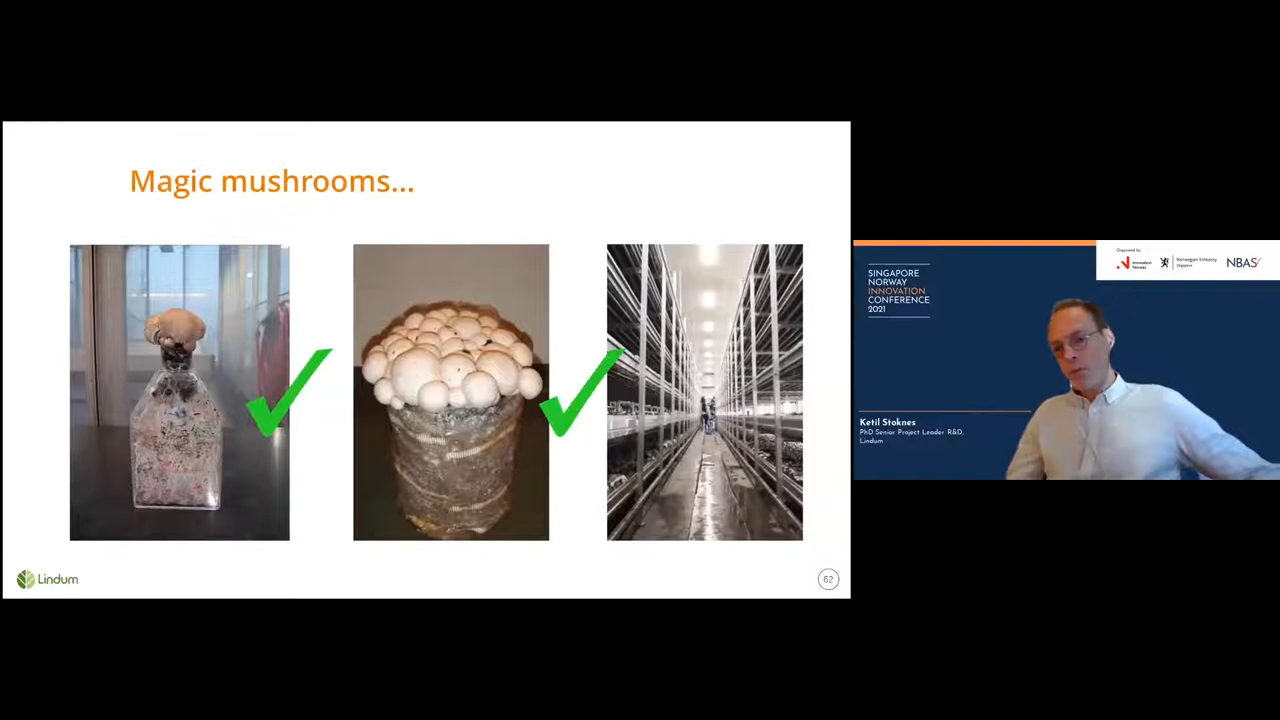 Magic mushrooms...
Lindum
62
SINGAPORE
NORWAY
INNOVATION
CONFERENCE
2021
Organised by:
Innovation
Norway
Norwegian Embassy
Singapore
NBAS
Ketil Stoknes
PhD Senior Project Leader R&D,
Lindum